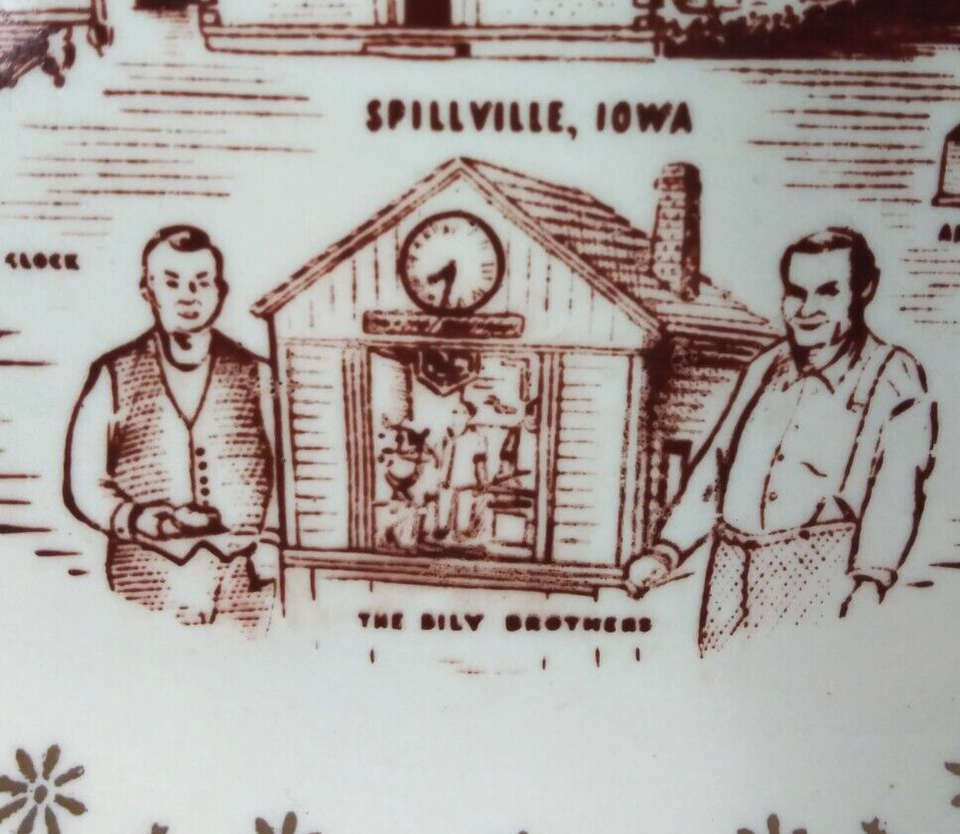 SPILLVILLE, IOWA
CLOCK
THE BILY BROTHERS